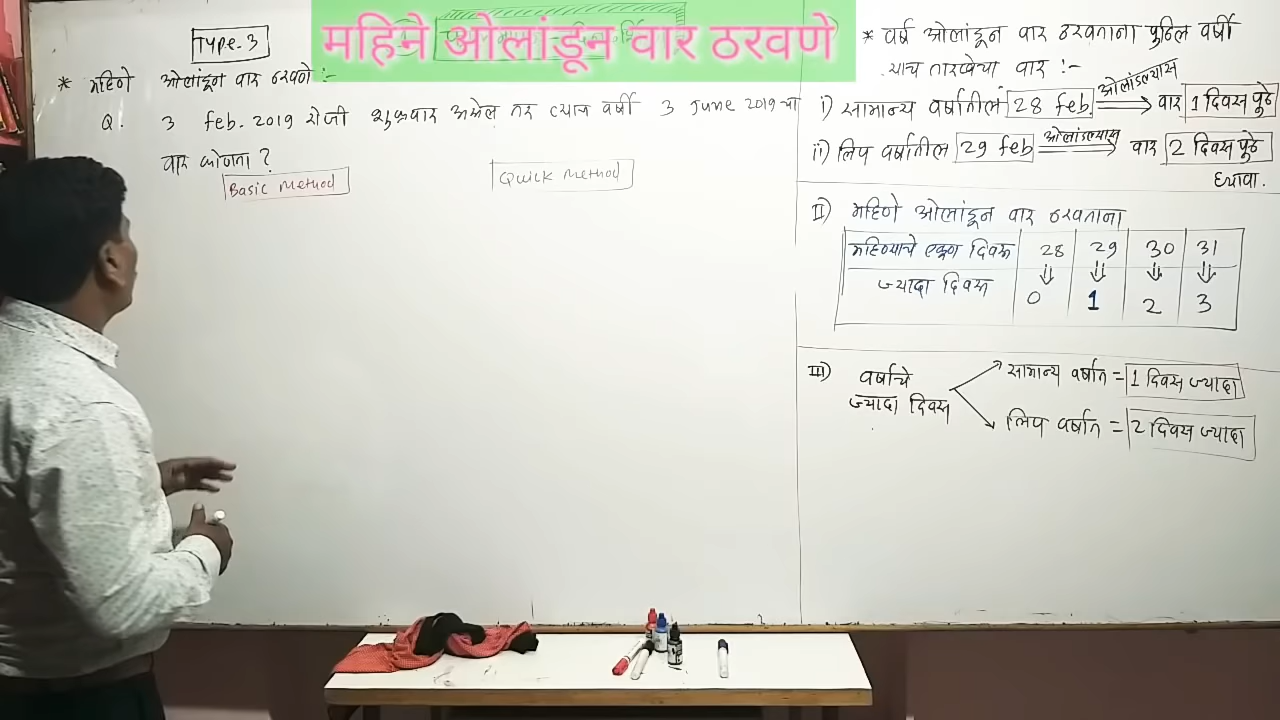 महिने ओलांडून वार ठरवणे
Type-3
* महिने ओलांडून वार ठरवणे :-
Q. 3 feb. 2019 रोजी शुक्रवार असेल तर त्याच वर्षी 3 June 2019 चा
वार कोणता ?
Basic Method
Quick Method
* वर्ष ओलांडून वार ठरवताना पुढिल वर्षी
त्याच तारखेचा वार :-
i) सामान्य वर्षातील 28 feb. ओलांडल्यास वार 1 दिवस पुढे
ii) लिप वर्षातील 29 feb ओलांडल्यास वार 2 दिवस पुढे
घ्यावा.
II) महिने ओलांडून वार ठरवताना
महिण्याचे एकूण दिवस 28 29 30 31
ज्यादा दिवस 0 1 2 3
III) वर्षाचे
ज्यादा दिवस
सामान्य वर्षात = 1 दिवस ज्यादा
लिप वर्षात = 2 दिवस ज्यादा